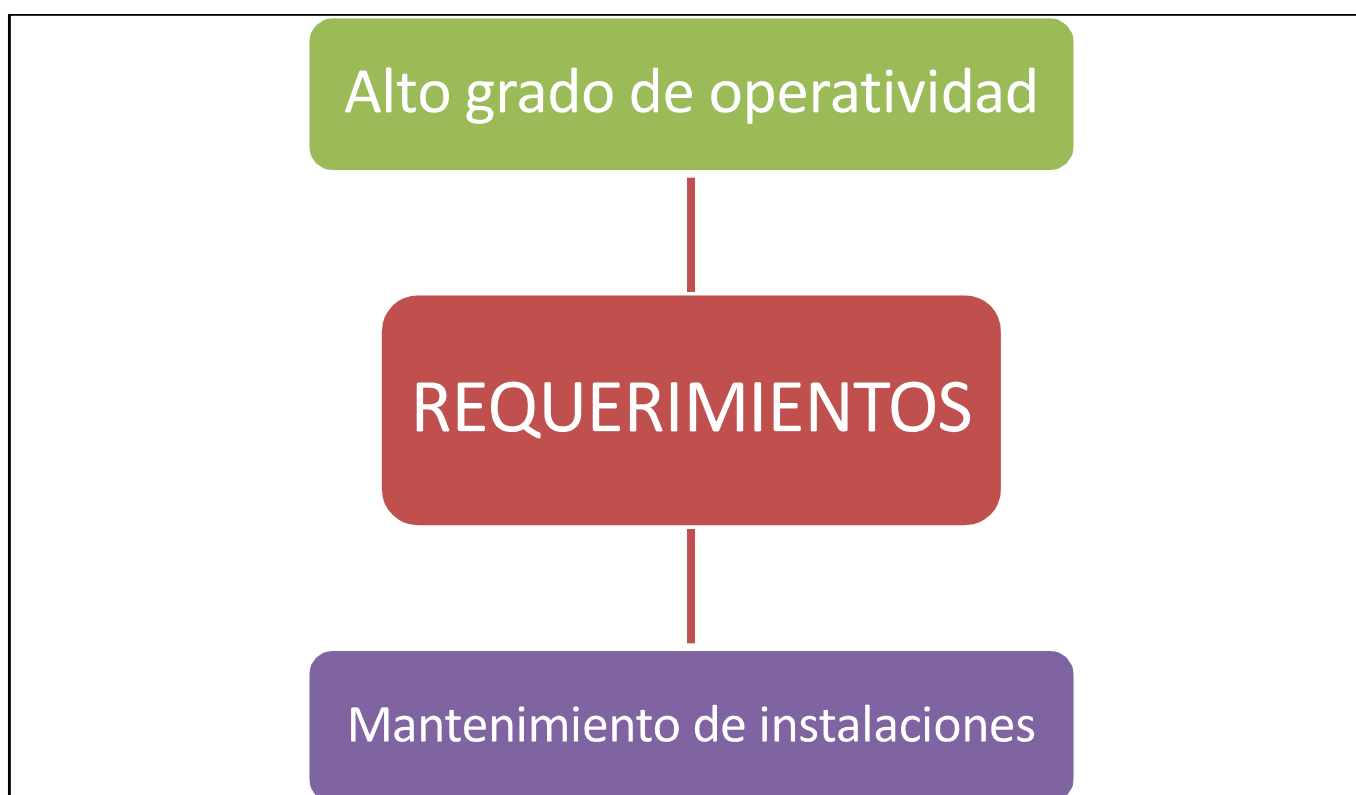 Alto grado de operatividad
REQUERIMIENTOS
Mantenimiento de instalaciones